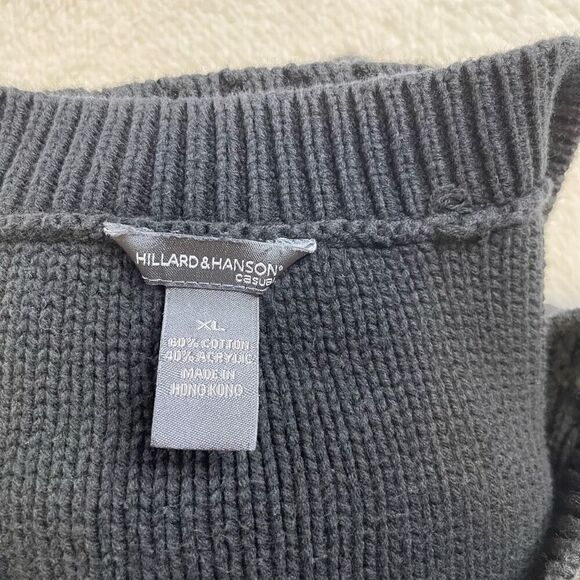 HILLARD&HANSON®
casual
XL
60% COTTON
40% ACRYLIC
MADE IN
HONG KONG